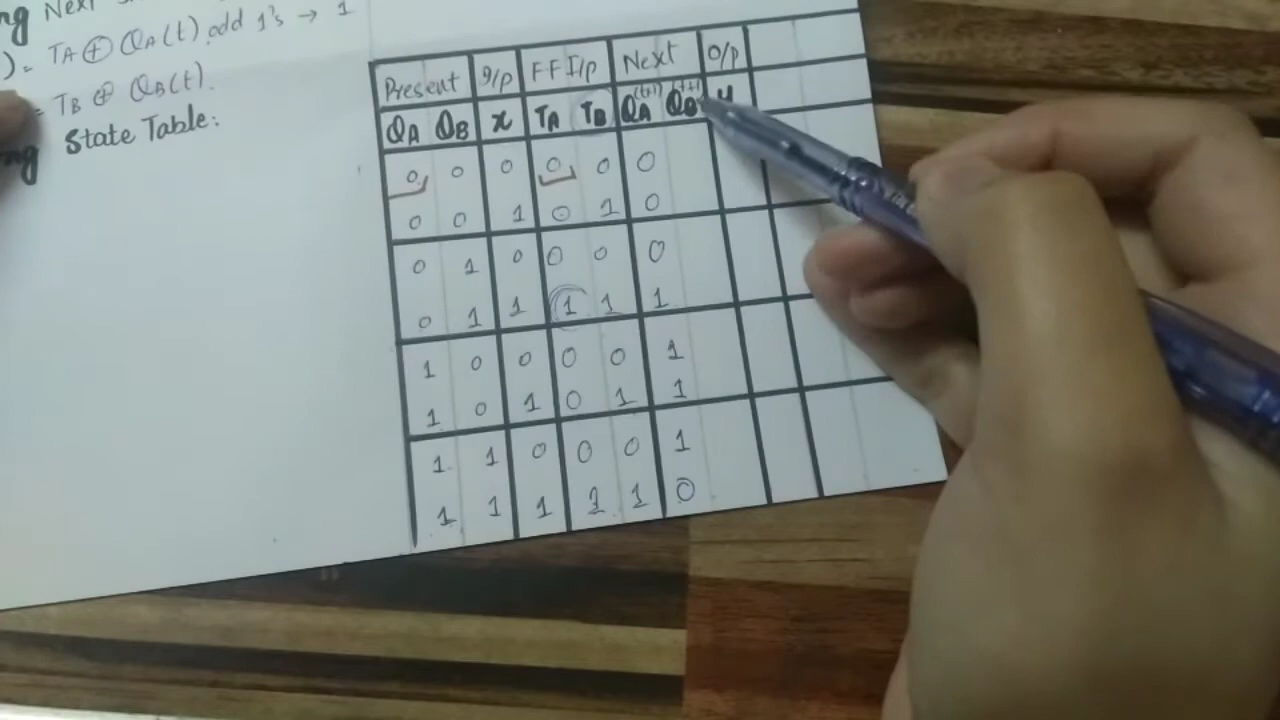 ng Next
) = TA ⊕ QA(t) odd 1's → 1
= TB ⊕ QB(t).
ng State Table:
Present I/p FF I/p Next O/p
QA QB x TA TB QA(t+1) QB(t+1) y
0 0 0 0 0 0
0 0 1 0 1 0
0 1 0 0 0 0
0 1 1 1 1 1
1 0 0 0 0 1
1 0 1 0 1 1
1 1 0 0 0 1
1 1 1 1 1 0